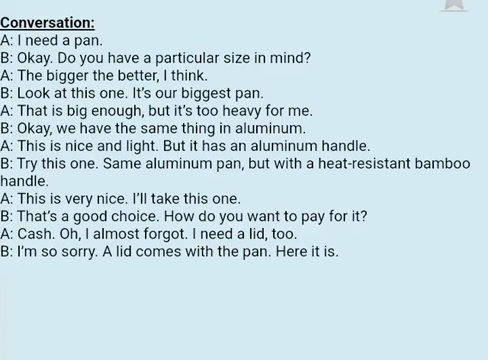 Conversation:
A: I need a pan.
B: Okay. Do you have a particular size in mind?
A: The bigger the better, I think.
B: Look at this one. It’s our biggest pan.
A: That is big enough, but it’s too heavy for me.
B: Okay, we have the same thing in aluminum.
A: This is nice and light. But it has an aluminum handle.
B: Try this one. Same aluminum pan, but with a heat-resistant bamboo
handle.
A: This is very nice. I’ll take this one.
B: That’s a good choice. How do you want to pay for it?
A: Cash. Oh, I almost forgot. I need a lid, too.
B: I’m so sorry. A lid comes with the pan. Here it is.